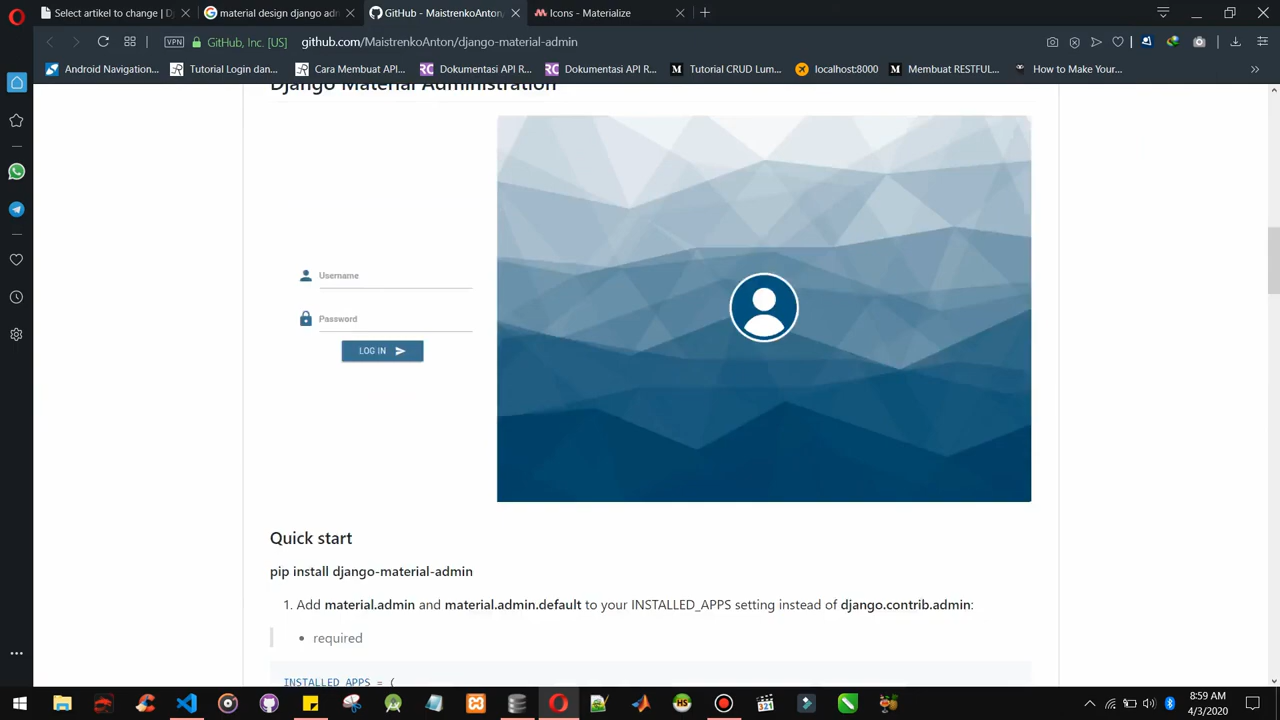 Select artikel to change | D
material design django adm
GitHub - MaistrenkoAnton/
Icons - Materialize
VPN
GitHub, Inc. [US]
github.com/MaistrenkoAnton/django-material-admin
Android Navigation...
Tutorial Login dan...
Cara Membuat API...
Dokumentasi API R...
Dokumentasi API R...
Tutorial CRUD Lum...
localhost:8000
Membuat RESTFUL...
How to Make Your...
Django Material Administration
Username
Password
LOG IN
Quick start
pip install django-material-admin
1. Add material.admin and material.admin.default to your INSTALLED_APPS setting instead of django.contrib.admin:
• required
INSTALLED_APPS = (
8:59 AM
4/3/2020